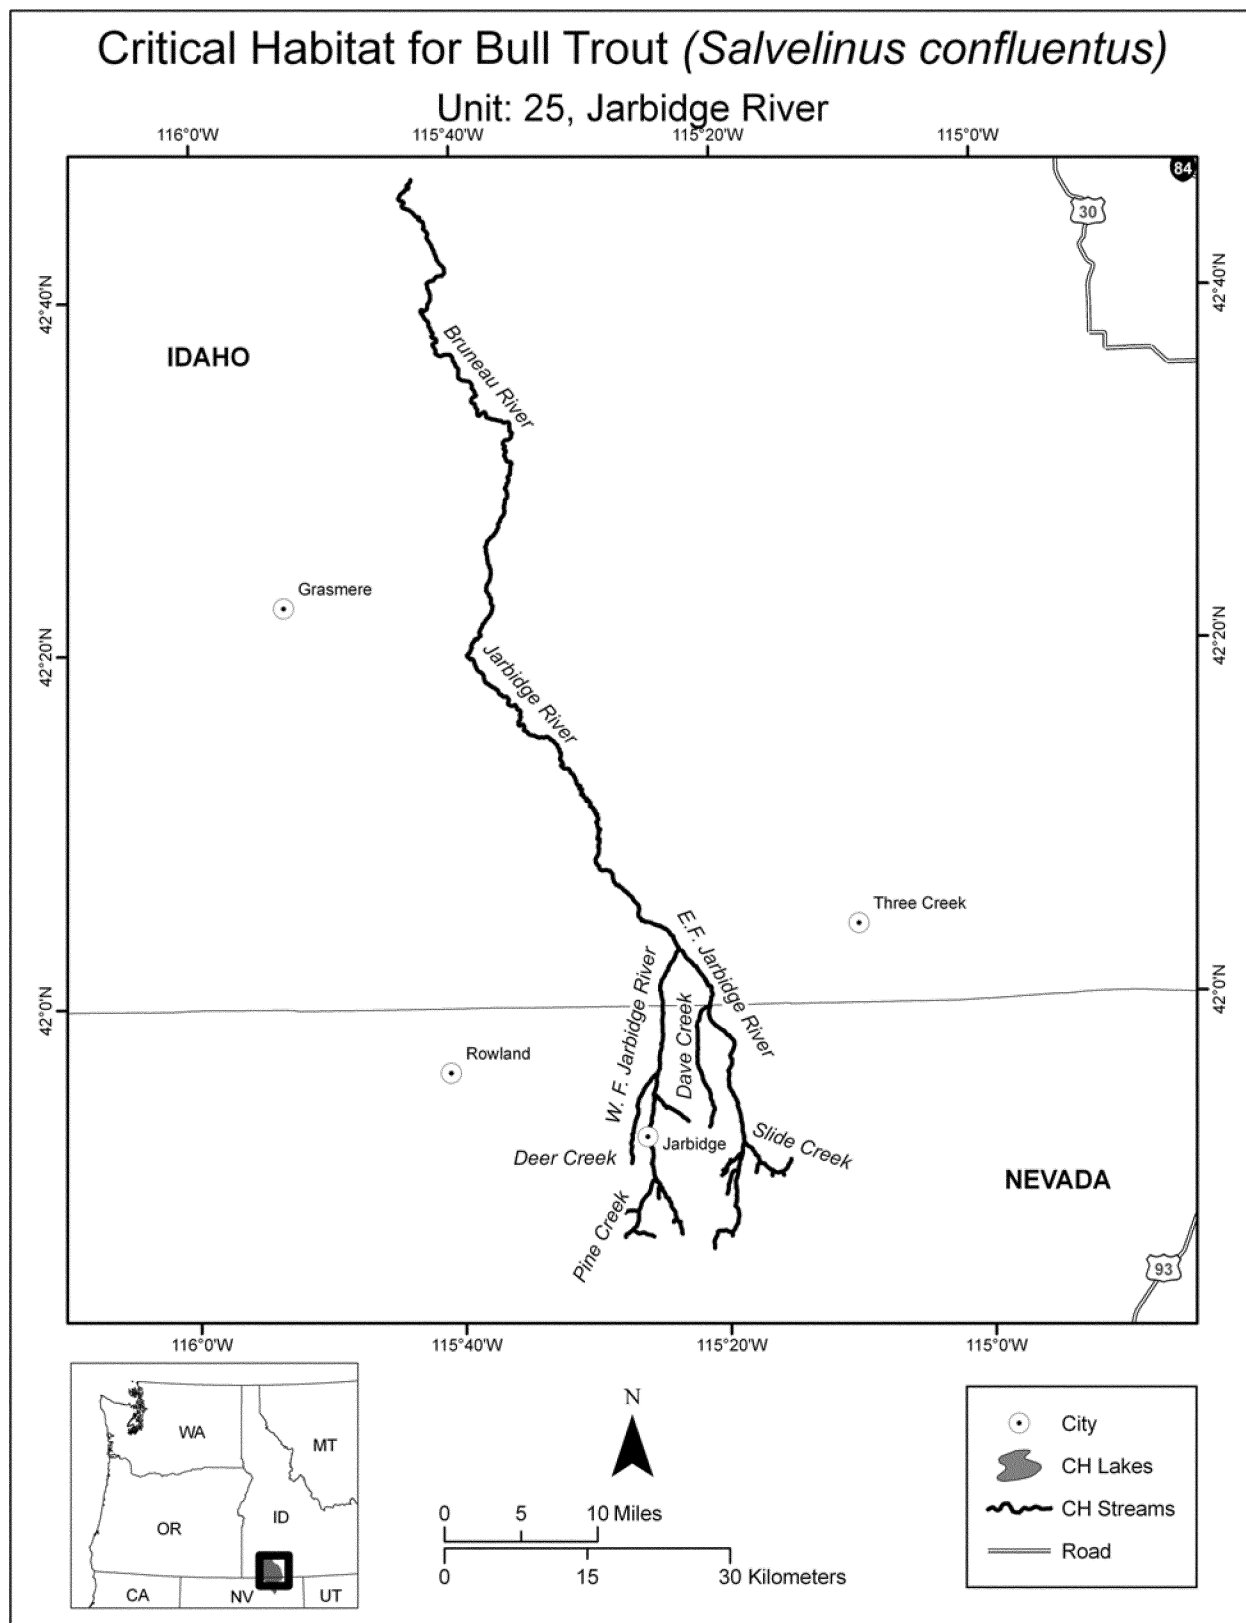 Critical Habitat for Bull Trout (Salvelinus confluentus)
Unit: 25, Jarbidge River
116°0'W 115°40'W 115°20'W 115°0'W
84
30
42°40'N
42°40'N
IDAHO
Bruneau River
Grasmere
42°20'N
42°20'N
Jarbidge River
Three Creek
E.F. Jarbidge River
W. F. Jarbidge River
Dave Creek
42°0'N
42°0'N
Rowland
Slide Creek
Jarbidge
Deer Creek
NEVADA
Pine Creek
93
116°0'W 115°40'W 115°20'W 115°0'W
WA
MT
OR
ID
CA
NV
UT
N
0 5 10 Miles
0 15 30 Kilometers
City
CH Lakes
CH Streams
Road